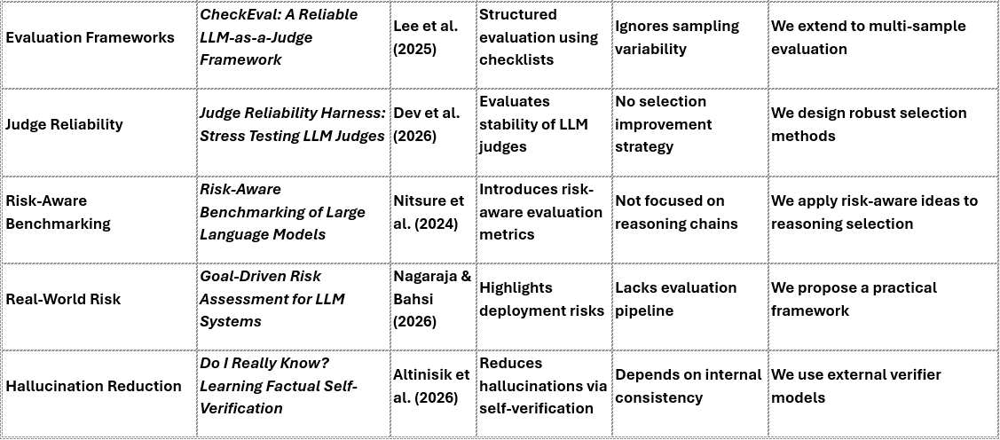 Evaluation Frameworks
CheckEval: A Reliable
LLM-as-a-Judge
Framework
Lee et al.
(2025)
Structured
evaluation using
checklists
Ignores sampling
variability
We extend to multi-sample
evaluation
Judge Reliability
Judge Reliability Harness:
Stress Testing LLM Judges
Dev et al.
(2026)
Evaluates
stability of LLM
judges
No selection
improvement
strategy
We design robust selection
methods
Risk-Aware
Benchmarking
Risk-Aware
Benchmarking of Large
Language Models
Nitsure et
al. (2024)
Introduces risk-
aware evaluation
metrics
Not focused on
reasoning chains
We apply risk-aware ideas to
reasoning selection
Real-World Risk
Goal-Driven Risk
Assessment for LLM
Systems
Nagaraja &
Bahsi
(2026)
Highlights
deployment risks
Lacks evaluation
pipeline
We propose a practical
framework
Hallucination Reduction
Do I Really Know?
Learning Factual Self-
Verification
Altinisik et
al. (2026)
Reduces
hallucinations via
self-verification
Depends on internal
consistency
We use external verifier
models